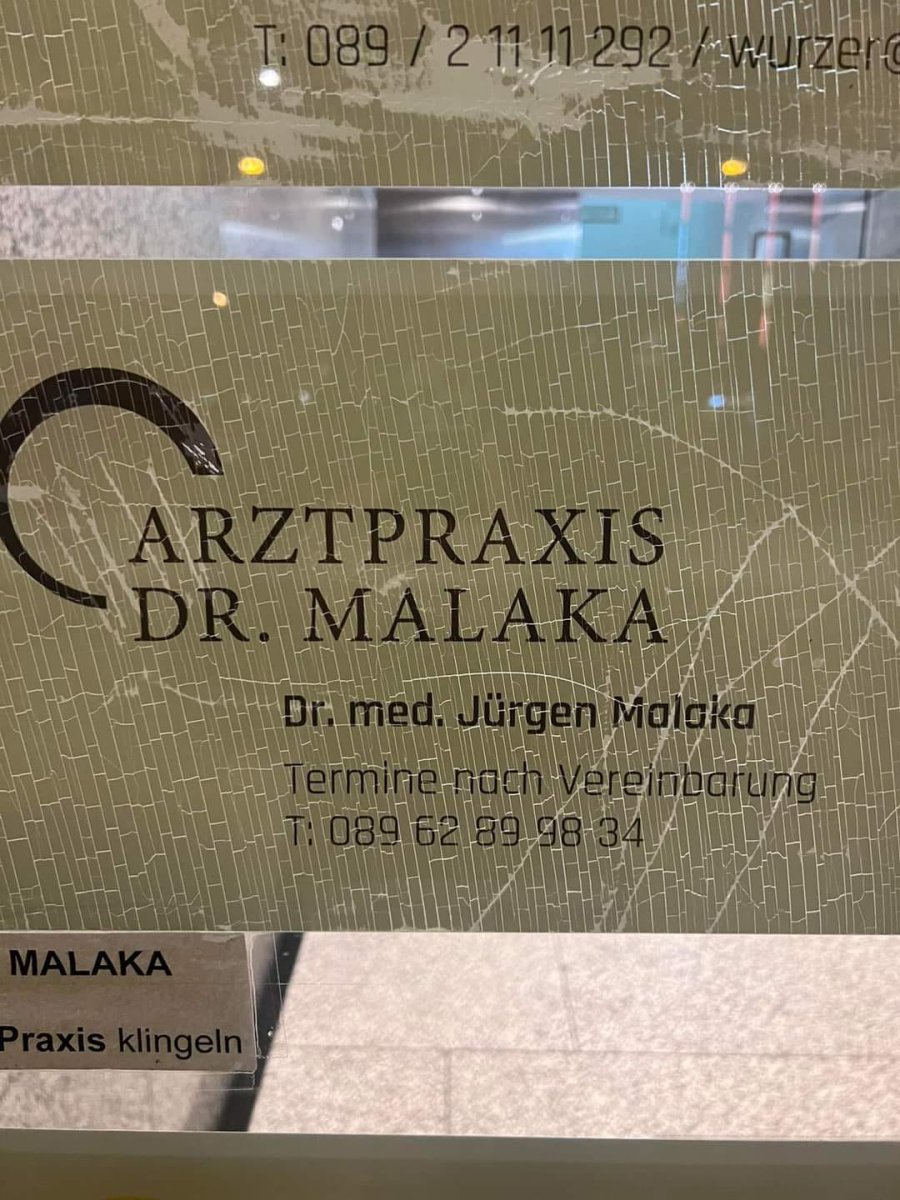 T: 089 / 2 11 11 292 / wurzer@
ARZTPRAXIS
DR. MALAKA
Dr. med. Jürgen Malaka
Termine nach Vereinbarung
T: 089 62 89 98 34
MALAKA
Praxis klingeln